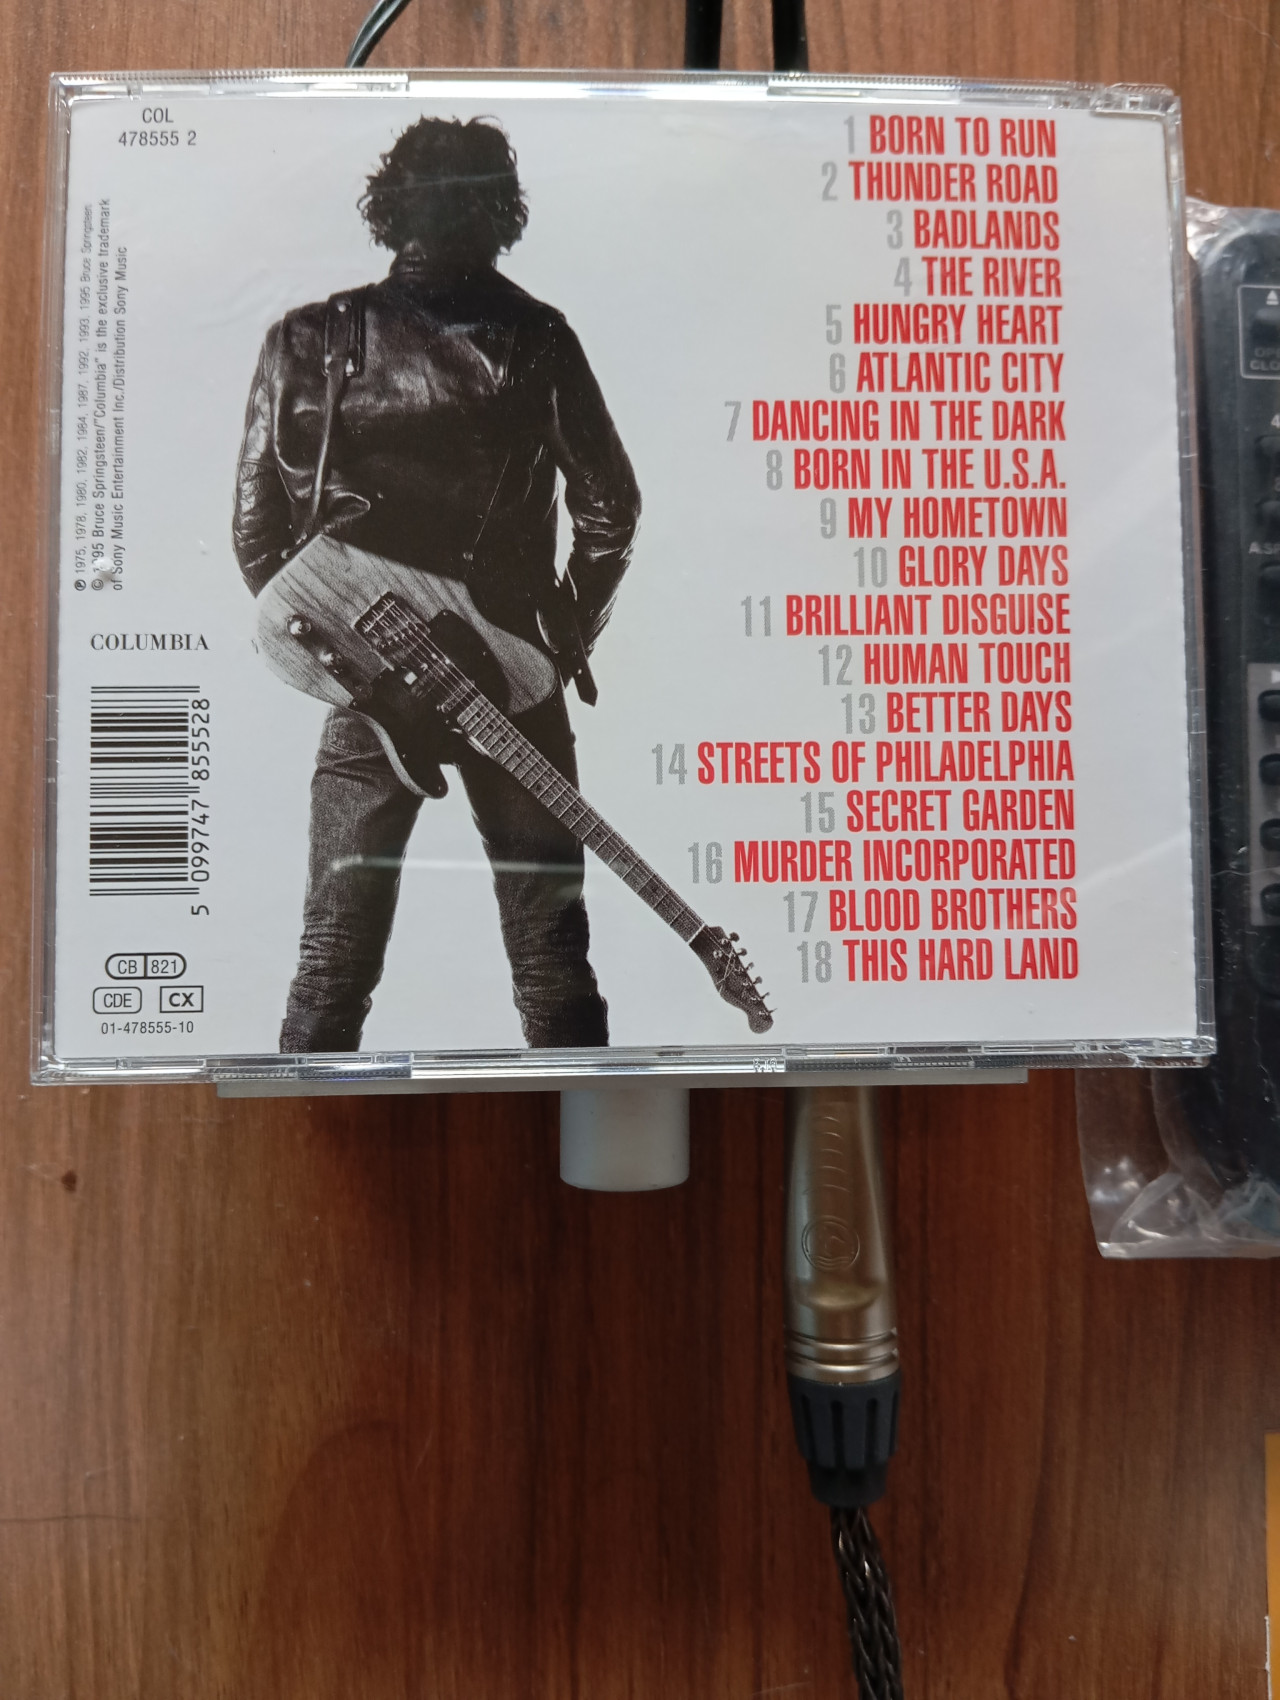 COL
478555 2
℗ 1975, 1978, 1980, 1982, 1984, 1987, 1992, 1993, 1995 Bruce Springsteen
© 1995 Bruce Springsteen/"Columbia" is the exclusive trademark
of Sony Music Entertainment Inc./Distribution Sony Music
COLUMBIA
5 099747 855528
CB 821
CDE CX
01-478555-10
1 BORN TO RUN
2 THUNDER ROAD
3 BADLANDS
4 THE RIVER
5 HUNGRY HEART
6 ATLANTIC CITY
7 DANCING IN THE DARK
8 BORN IN THE U.S.A.
9 MY HOMETOWN
10 GLORY DAYS
11 BRILLIANT DISGUISE
12 HUMAN TOUCH
13 BETTER DAYS
14 STREETS OF PHILADELPHIA
15 SECRET GARDEN
16 MURDER INCORPORATED
17 BLOOD BROTHERS
18 THIS HARD LAND